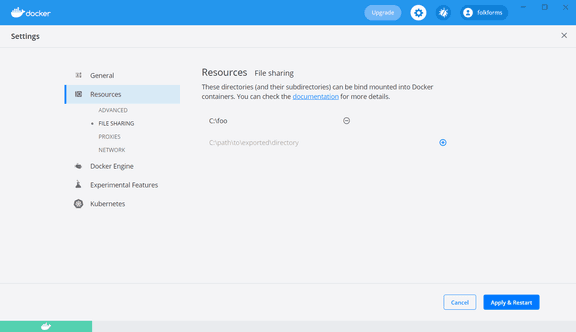 docker
Upgrade
folkforms
Settings
General
Resources
ADVANCED
FILE SHARING
PROXIES
NETWORK
Docker Engine
Experimental Features
Kubernetes
Resources File sharing
These directories (and their subdirectories) can be bind mounted into Docker
containers. You can check the documentation for more details.
C:\foo
C:\path\to\exported\directory
Cancel
Apply & Restart